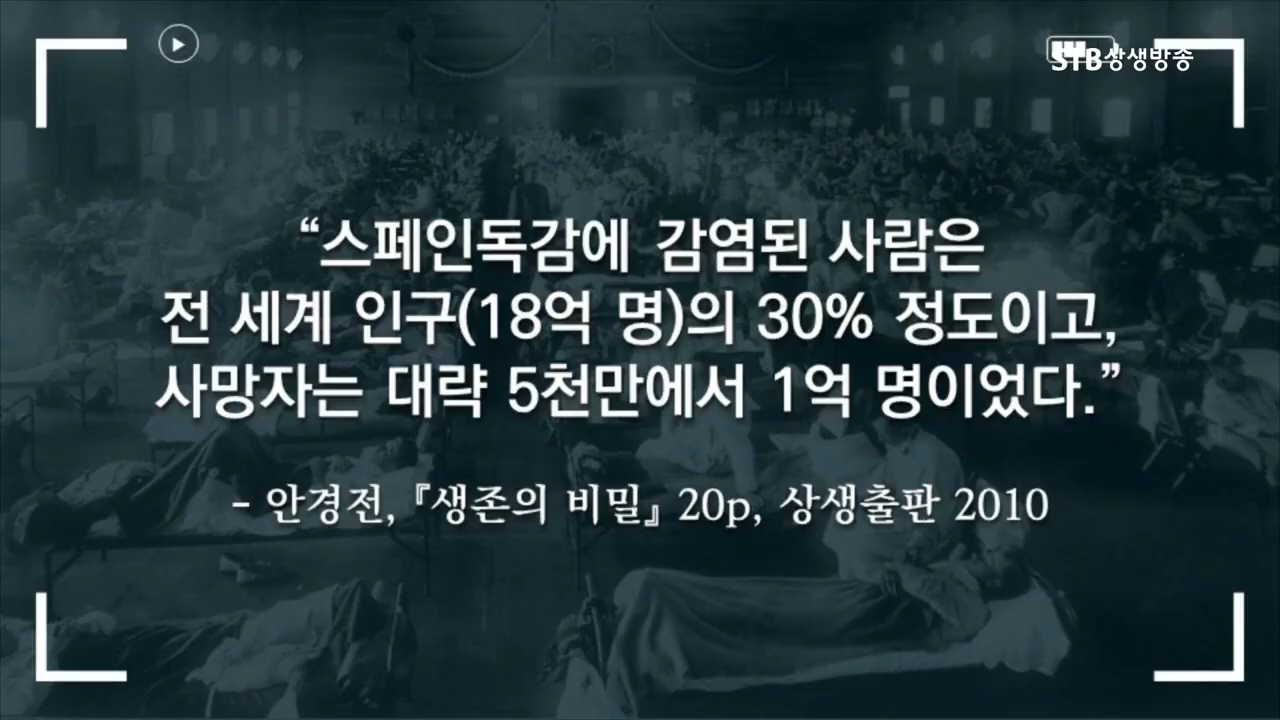 STB상생방송
“스페인독감에 감염된 사람은
전 세계 인구(18억 명)의 30% 정도이고,
사망자는 대략 5천만에서 1억 명이었다.”
- 안경전, 『생존의 비밀』 20p, 상생출판 2010